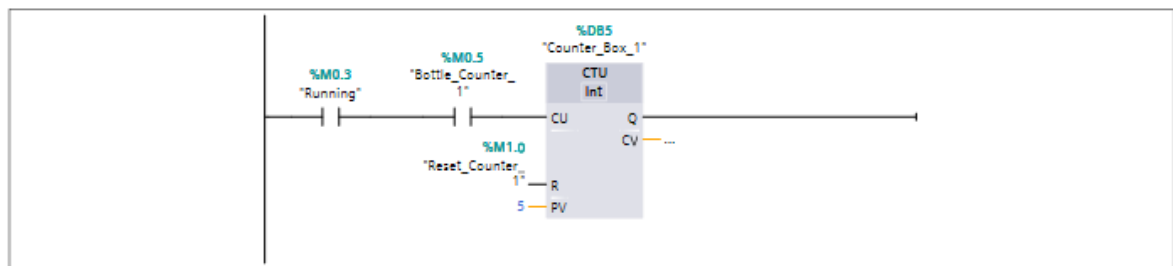 %DB5
"Counter_Box_1"
%M0.3
"Running"
%M0.5
"Bottle_Counter_
1"
CTU
Int
CU
Q
CV
...
%M1.0
"Reset_Counter_
1"
R
5
PV